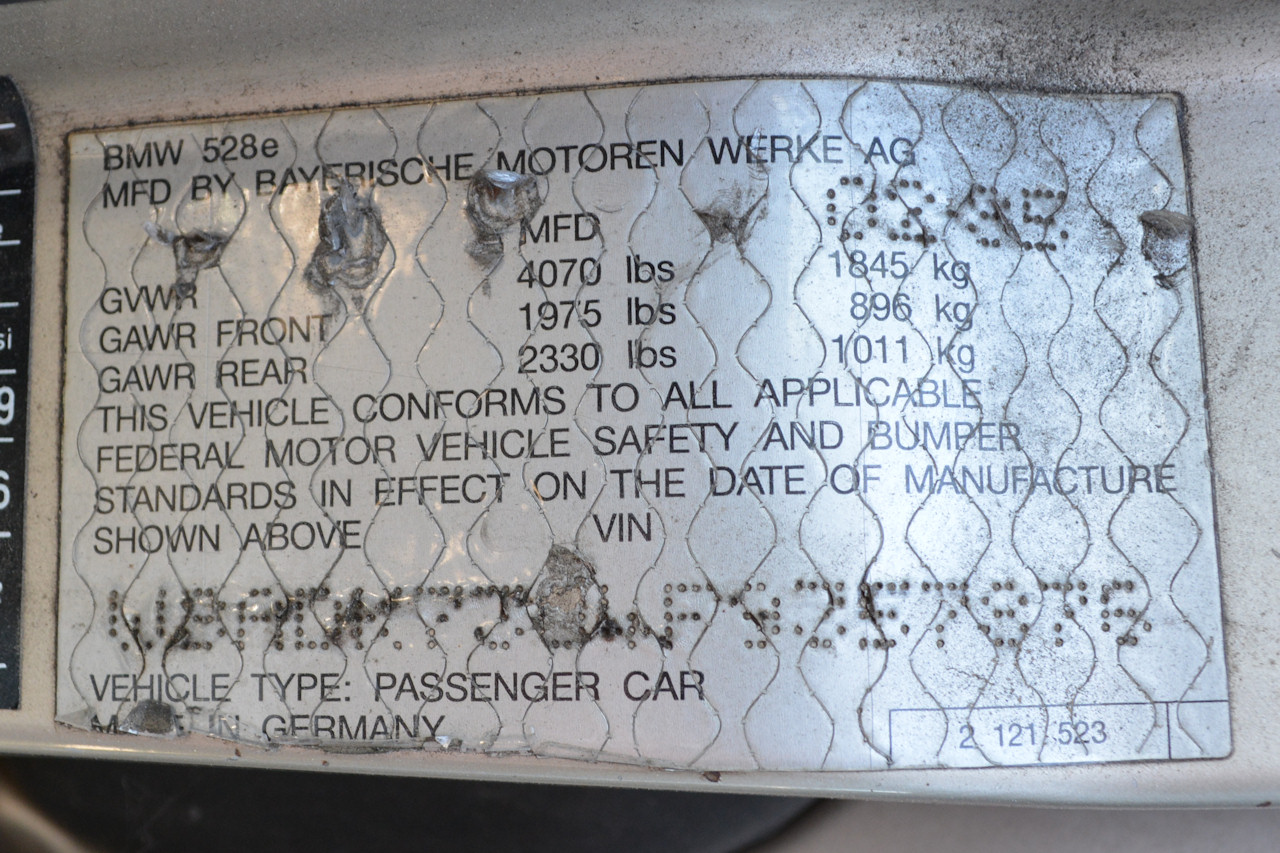 BMW 528e
MFD BY BAYERISCHE MOTOREN WERKE AG
MFD
GVWR 4070 lbs 1845 kg
GAWR FRONT 1975 lbs 896 kg
GAWR REAR 2330 lbs 1011 kg
THIS VEHICLE CONFORMS TO ALL APPLICABLE
FEDERAL MOTOR VEHICLE SAFETY AND BUMPER
STANDARDS IN EFFECT ON THE DATE OF MANUFACTURE
SHOWN ABOVE VIN
VEHICLE TYPE: PASSENGER CAR
MADE IN GERMANY
2 121 523